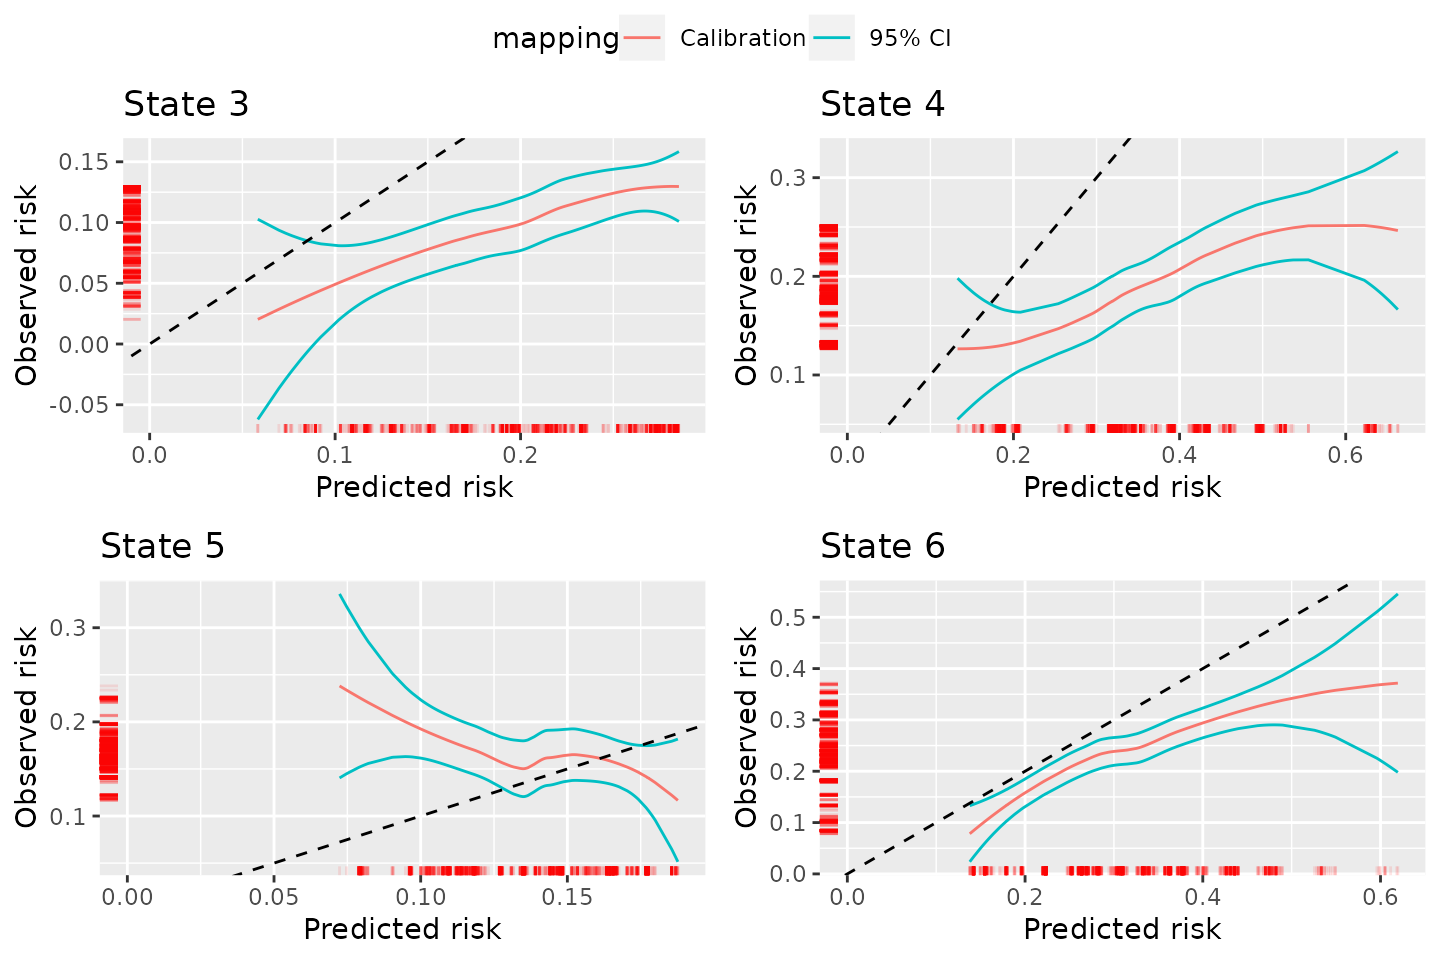 mapping Calibration 95% CI
State 3
Observed risk
0.15
0.10
0.05
0.00
-0.05
0.0 0.1 0.2
Predicted risk
State 4
Observed risk
0.3
0.2
0.1
0.0 0.2 0.4 0.6
Predicted risk
State 5
Observed risk
0.3
0.2
0.1
0.00 0.05 0.10 0.15
Predicted risk
State 6
Observed risk
0.5
0.4
0.3
0.2
0.1
0.0
0.0 0.2 0.4 0.6
Predicted risk